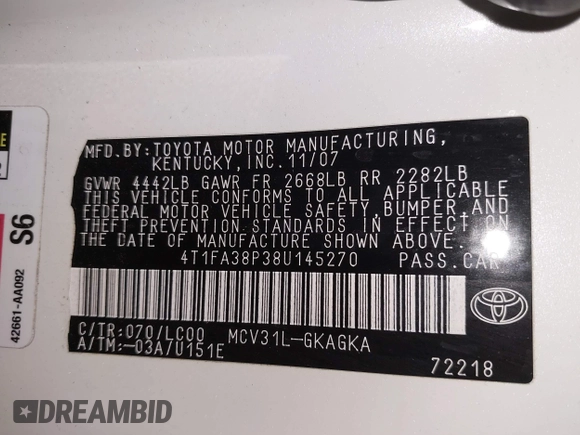 MFD.BY:TOYOTA MOTOR MANUFACTURING,
KENTUCKY,INC.11/07
GVWR 4442LB GAWR FR 2668LB RR 2282LB
THIS VEHICLE CONFORMS TO ALL APPLICABLE
FEDERAL MOTOR VEHICLE SAFETY,BUMPER,AND
THEFT PREVENTION STANDARDS IN EFFECT ON
THE DATE OF MANUFACTURE SHOWN ABOVE.
4T1FA38P38U145270 PASS.CAR
C/TR:070/LC00 MCV31L-GKAGKA
A/TM:-03A/U151E
72218
S6
42661-AA092
DREAMBID